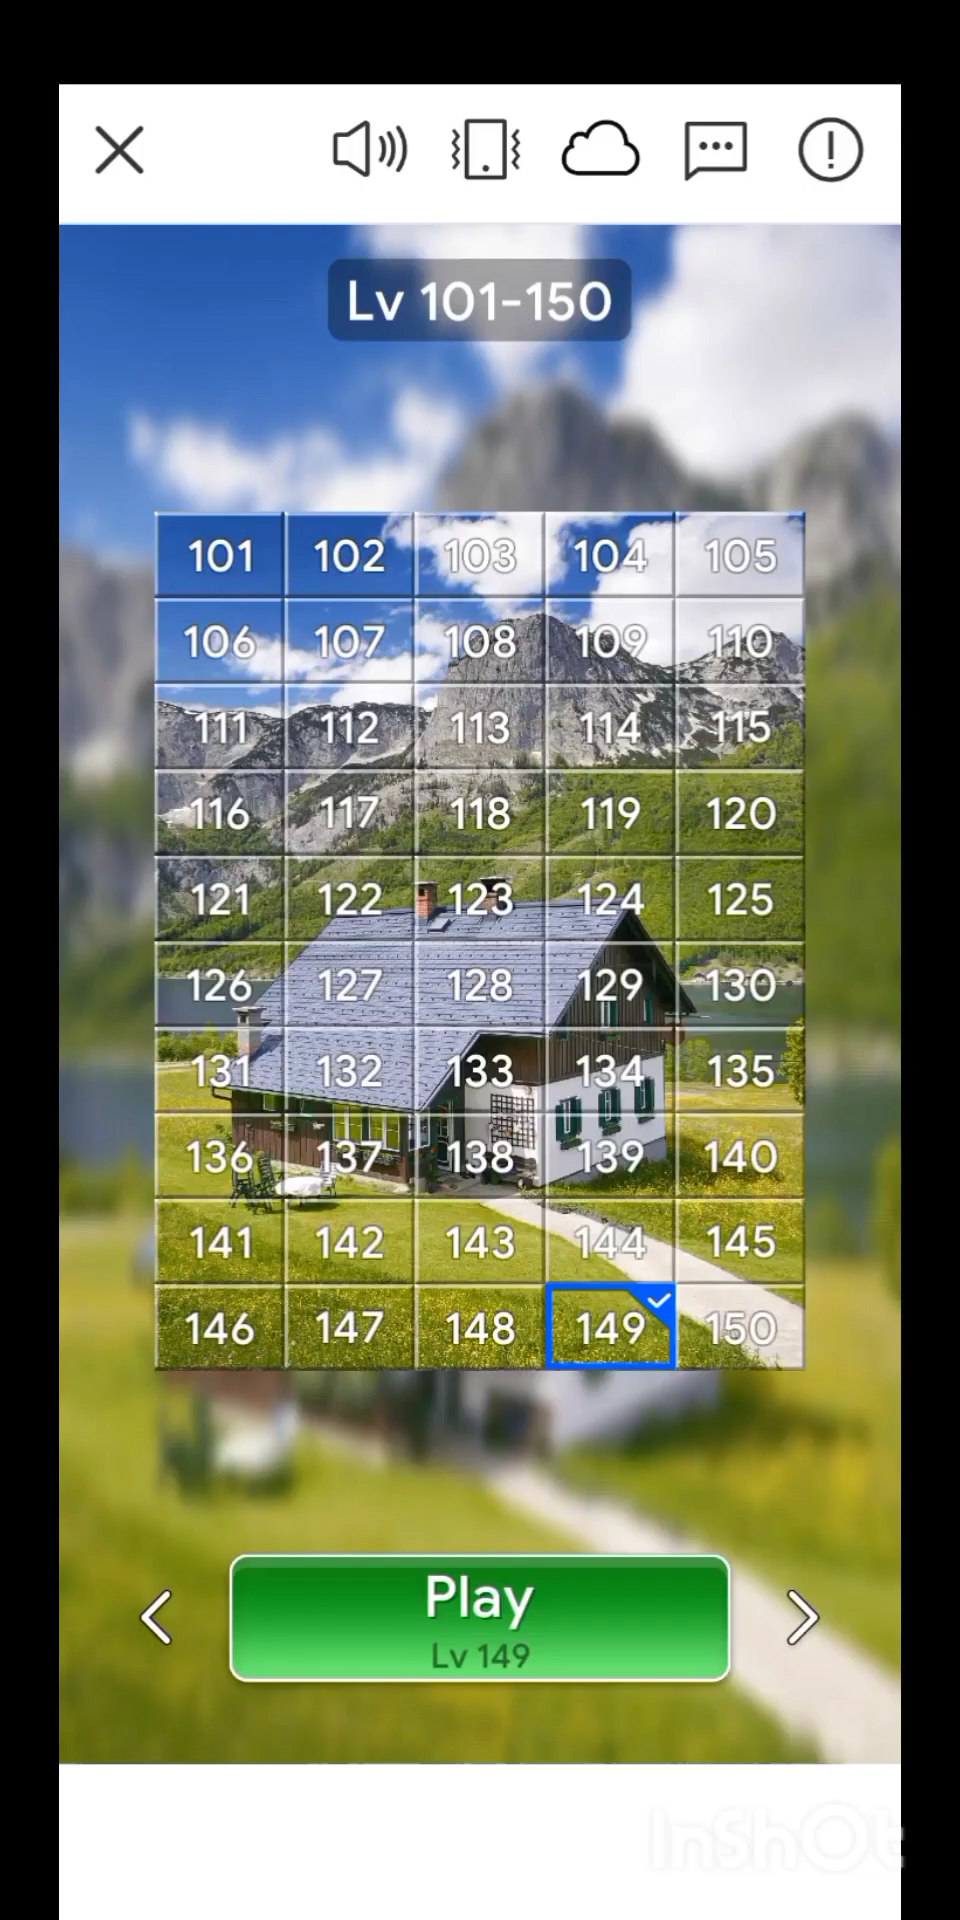 Lv 101-150
101 102 103 104 105
106 107 108 109 110
111 112 113 114 115
116 117 118 119 120
121 122 123 124 125
126 127 128 129 130
131 132 133 134 135
136 137 138 139 140
141 142 143 144 145
146 147 148 149 150
Play
Lv 149
InShOt